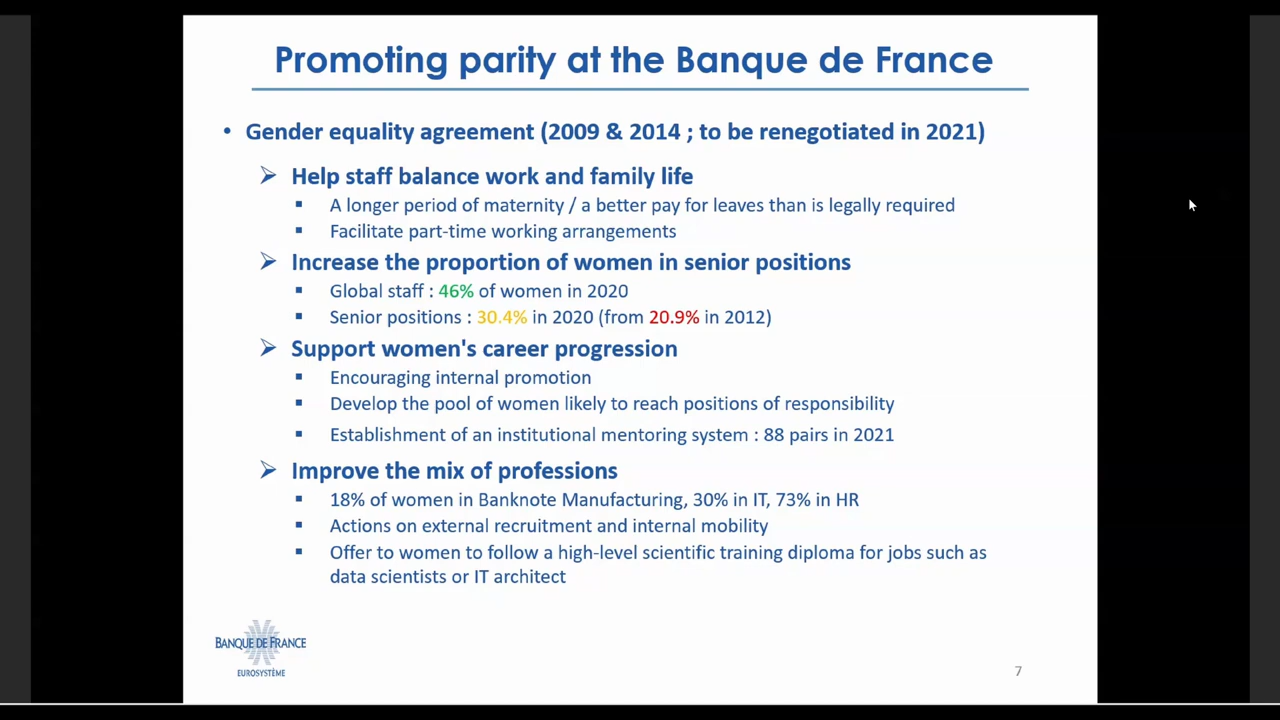 Promoting parity at the Banque de France
• Gender equality agreement (2009 & 2014 ; to be renegotiated in 2021)
➢ Help staff balance work and family life
▪ A longer period of maternity / a better pay for leaves than is legally required
▪ Facilitate part-time working arrangements
➢ Increase the proportion of women in senior positions
▪ Global staff : 46% of women in 2020
▪ Senior positions : 30.4% in 2020 (from 20.9% in 2012)
➢ Support women's career progression
▪ Encouraging internal promotion
▪ Develop the pool of women likely to reach positions of responsibility
▪ Establishment of an institutional mentoring system : 88 pairs in 2021
➢ Improve the mix of professions
▪ 18% of women in Banknote Manufacturing, 30% in IT, 73% in HR
▪ Actions on external recruitment and internal mobility
▪ Offer to women to follow a high-level scientific training diploma for jobs such as
data scientists or IT architect
BANQUE DE FRANCE
EUROSYSTÈME
7